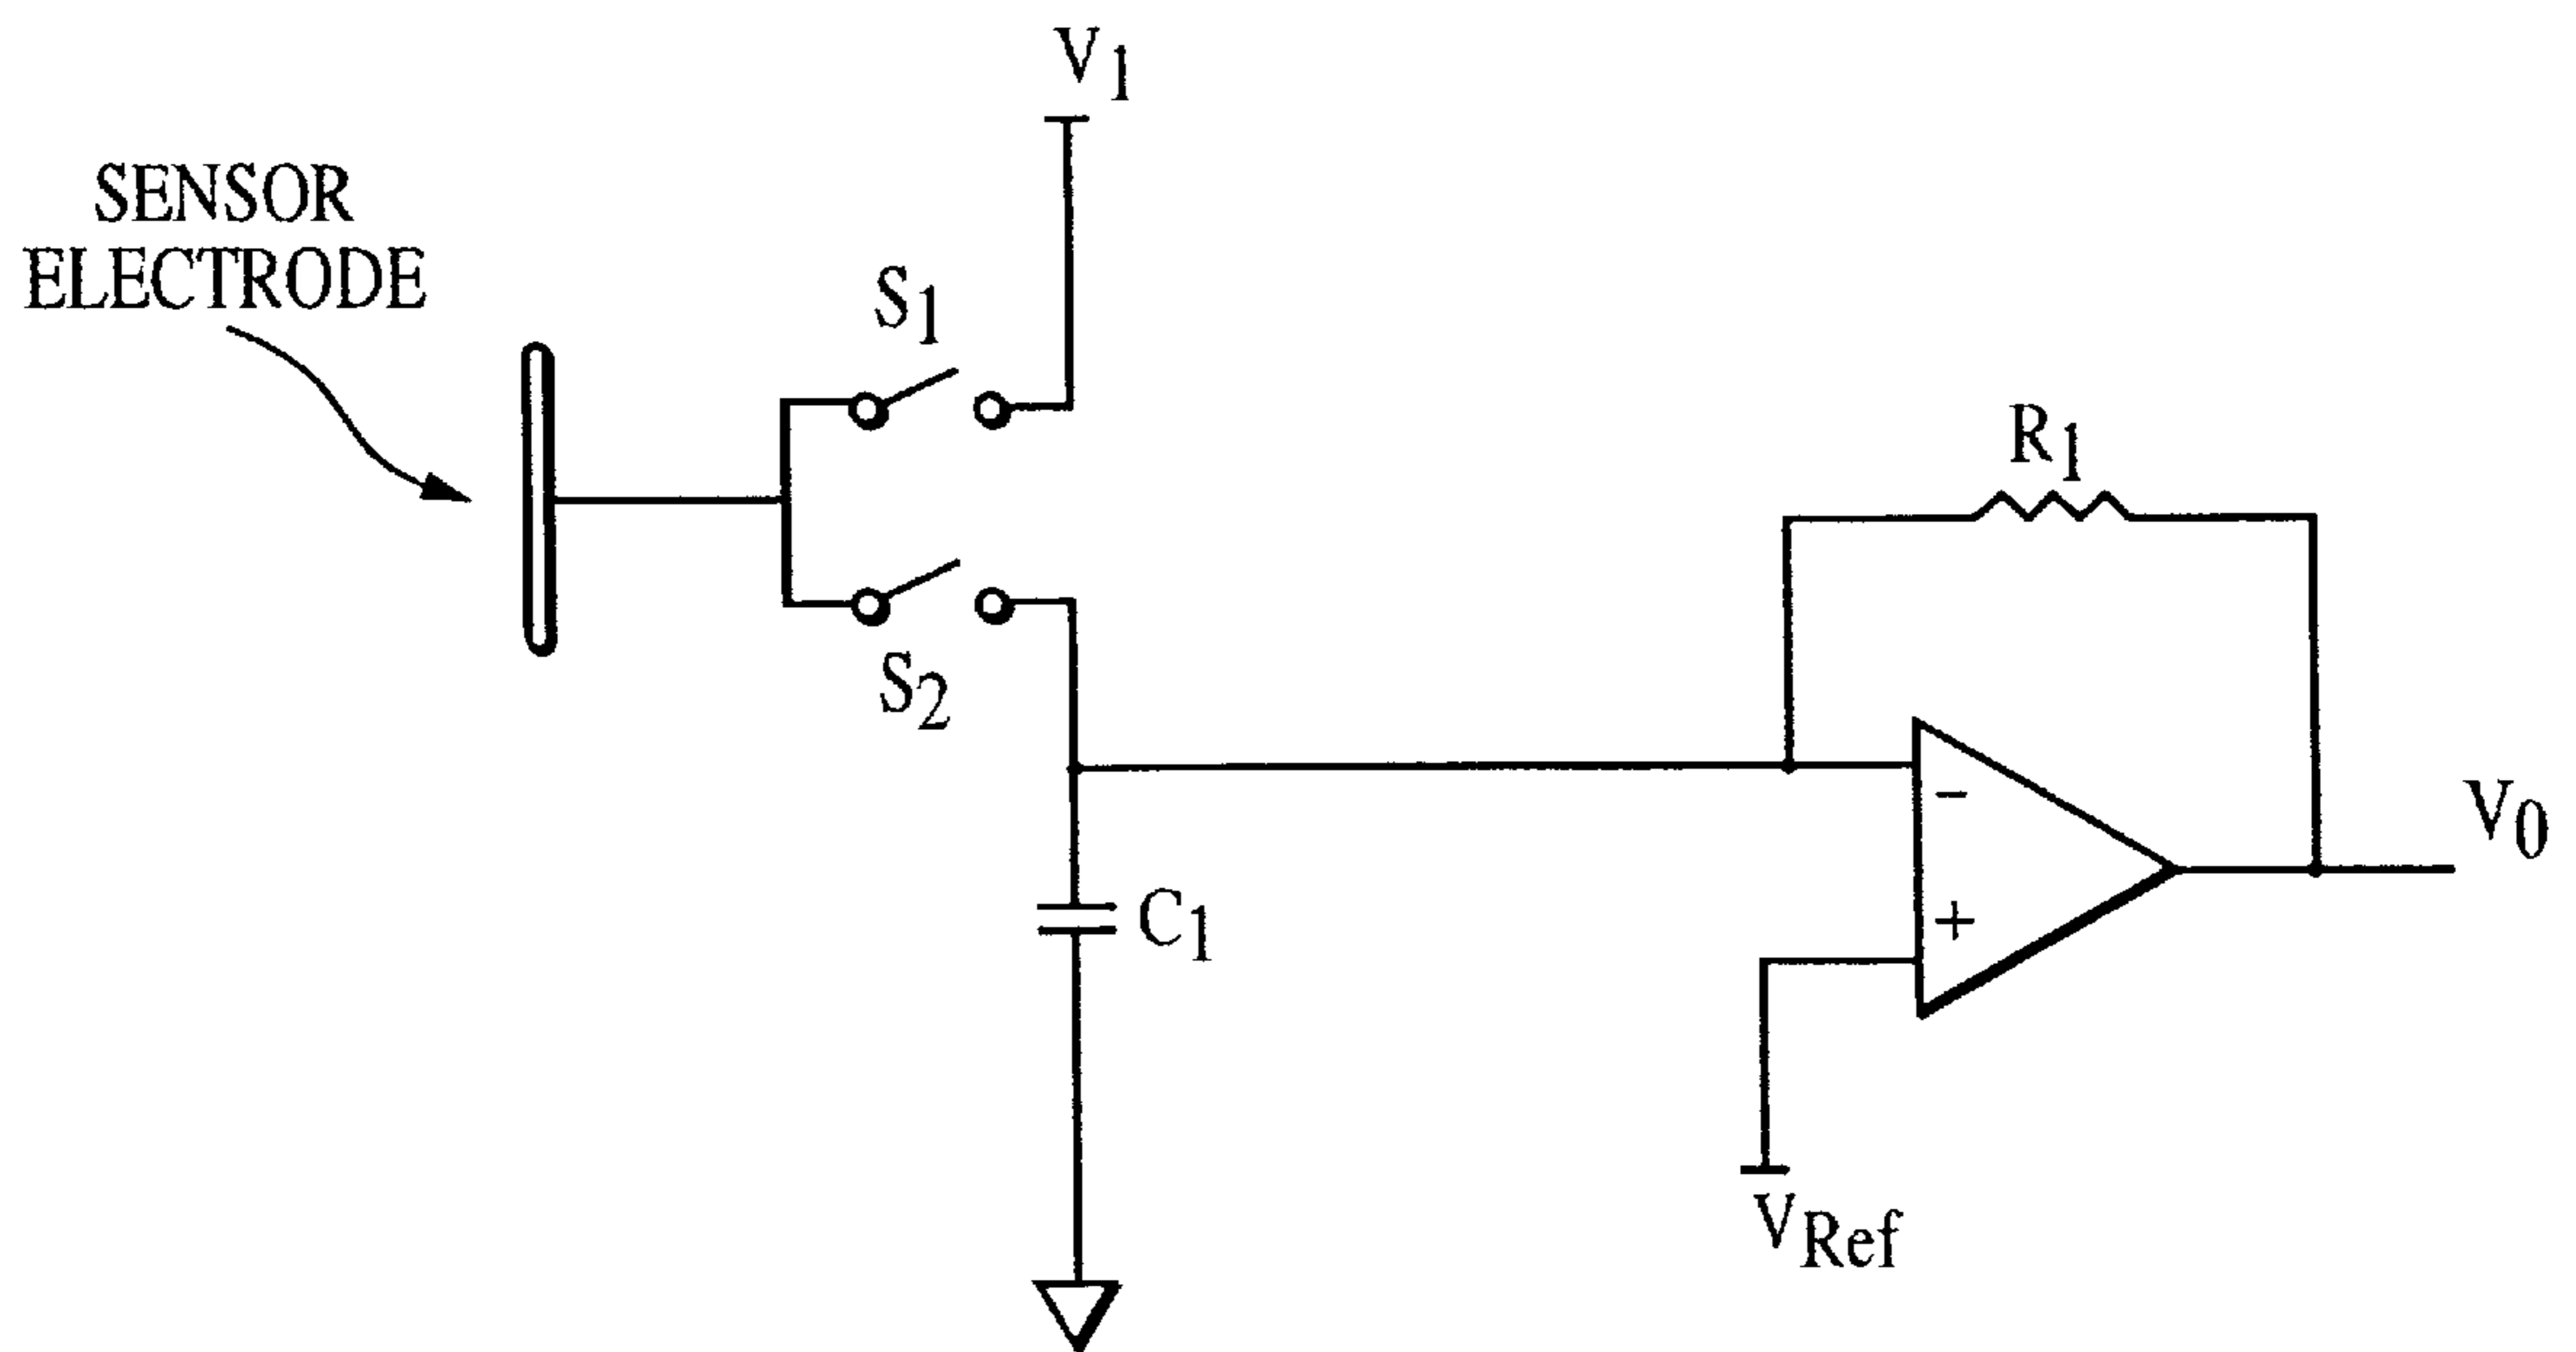 V1
SENSOR
ELECTRODE
S1
R1
S2
V0
−
C1
+
VRef